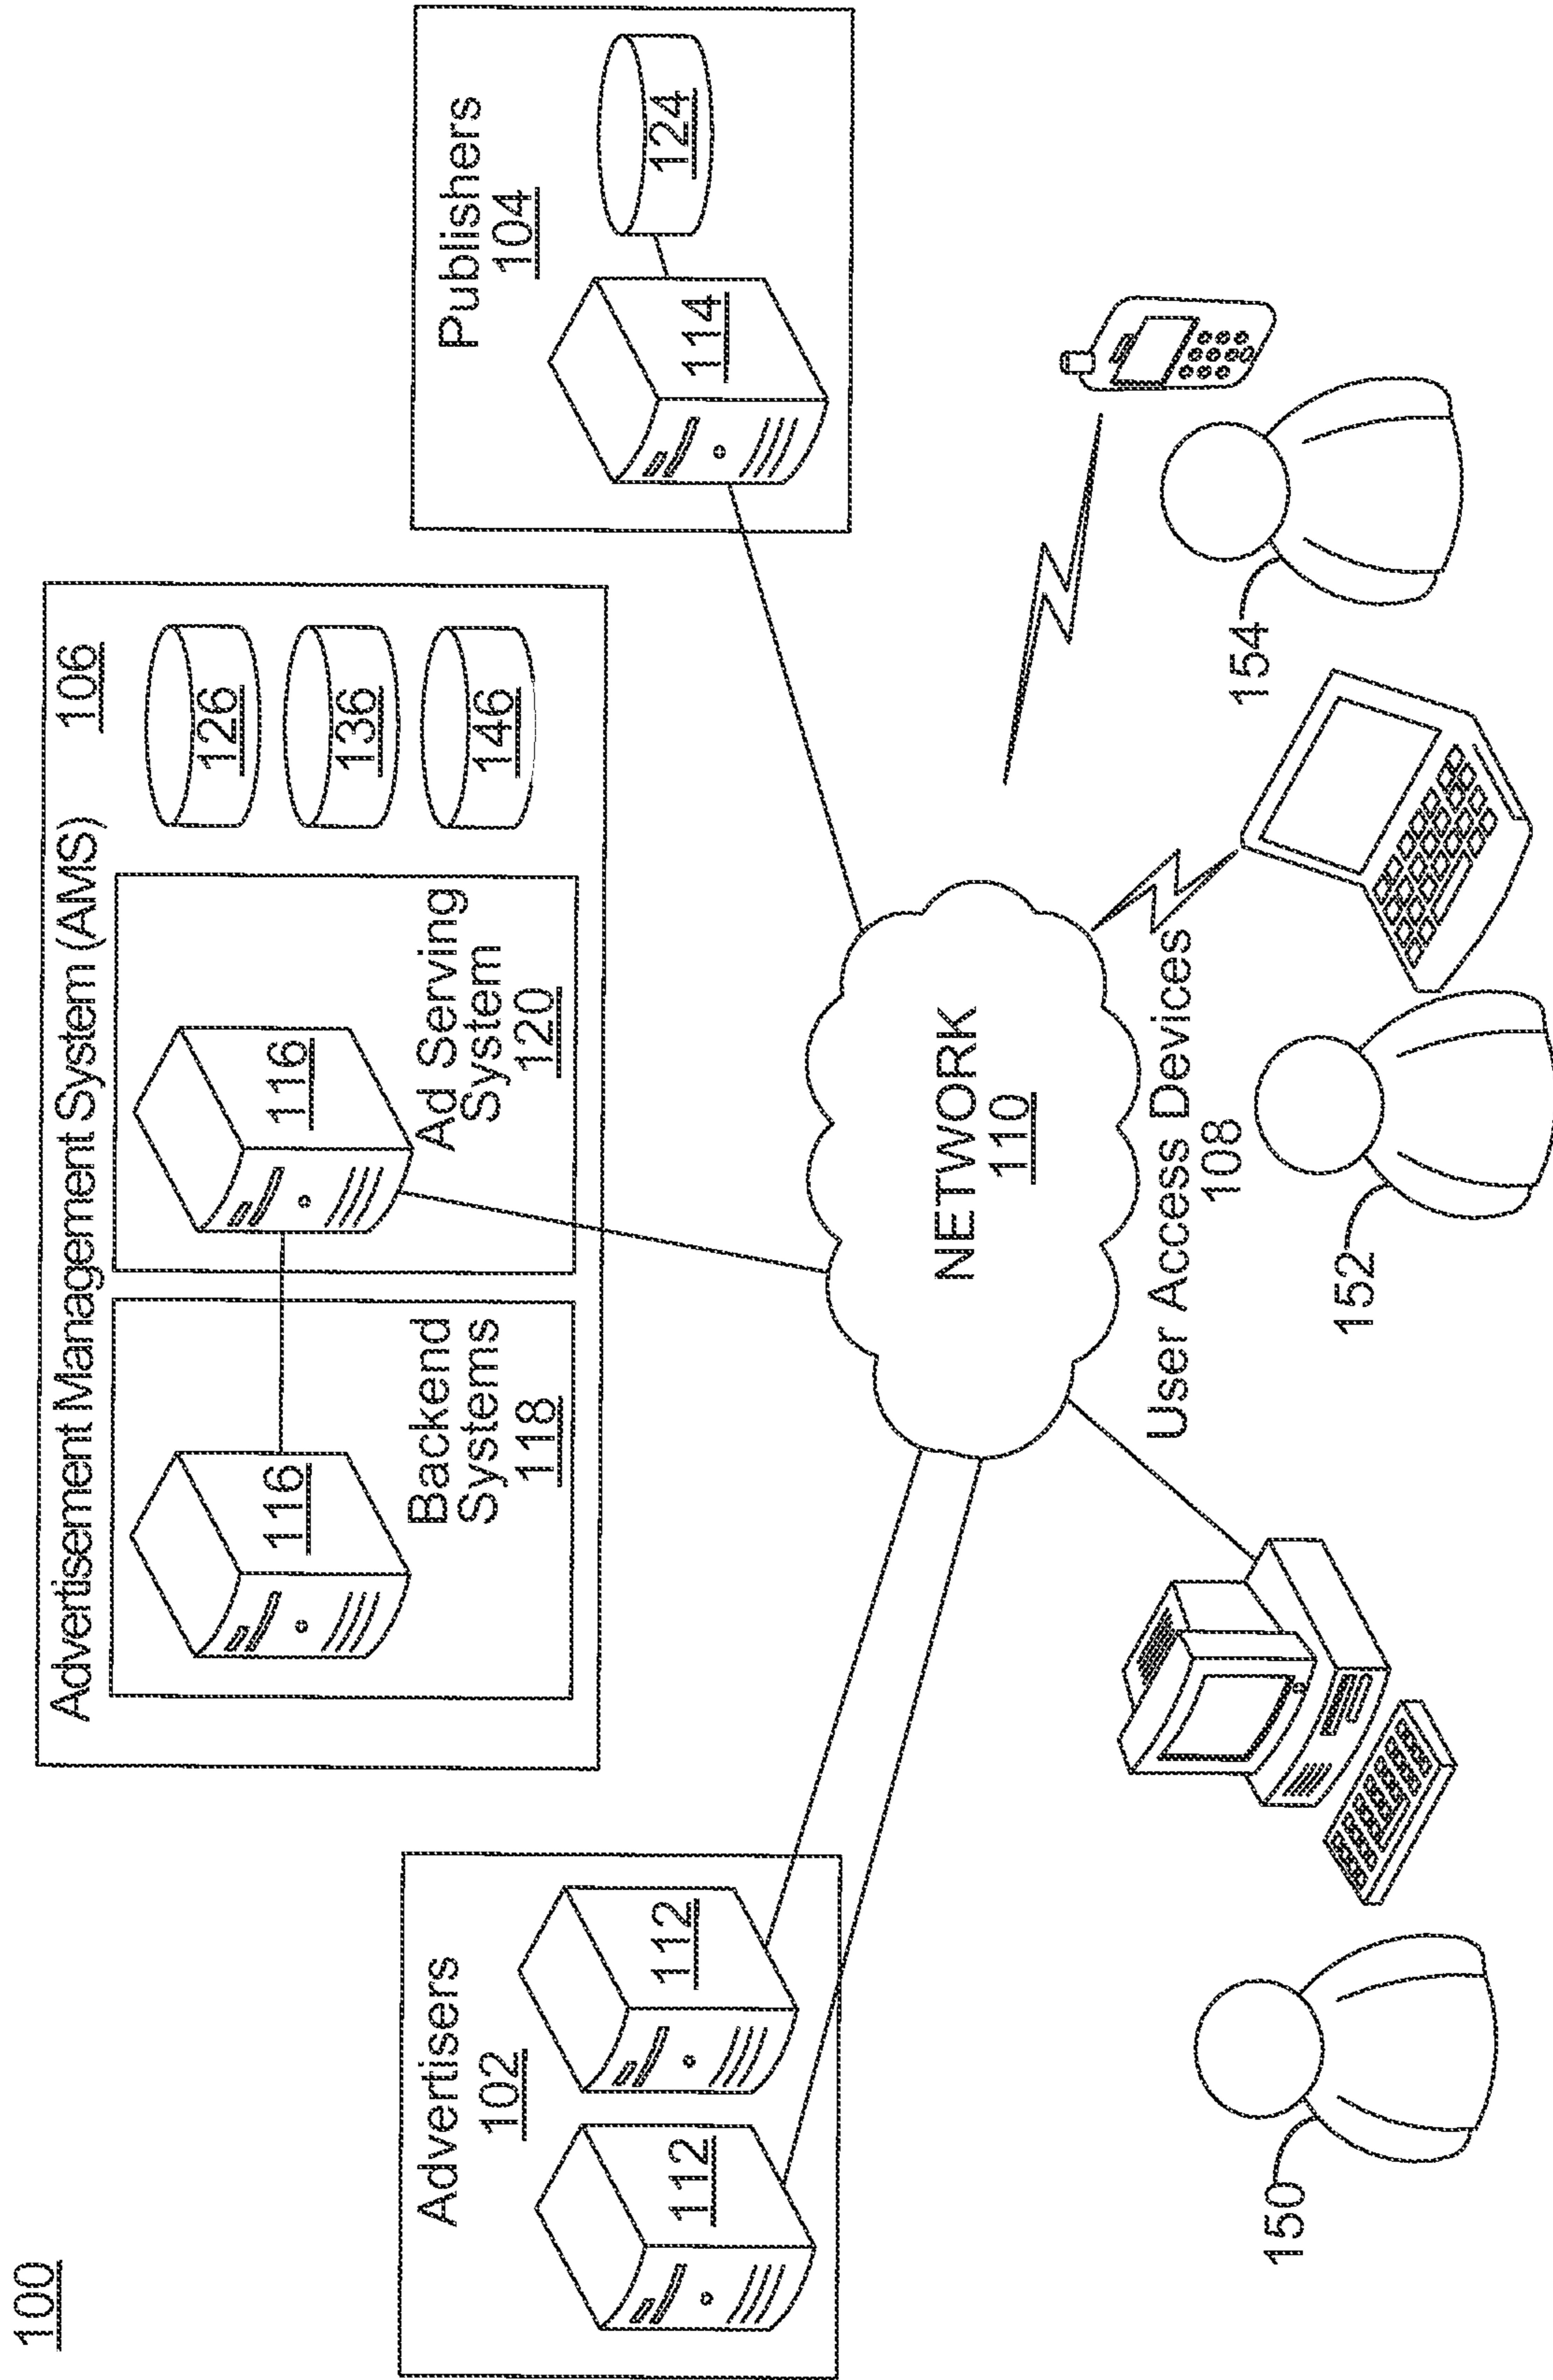 100
Advertisement Management System (AMS) 106
116
Backend
Systems
118
116
Ad Serving
System
120
126
136
146
Advertisers
102
112
112
Publishers
104
114
124
NETWORK
110
User Access Devices
108
150
152
154